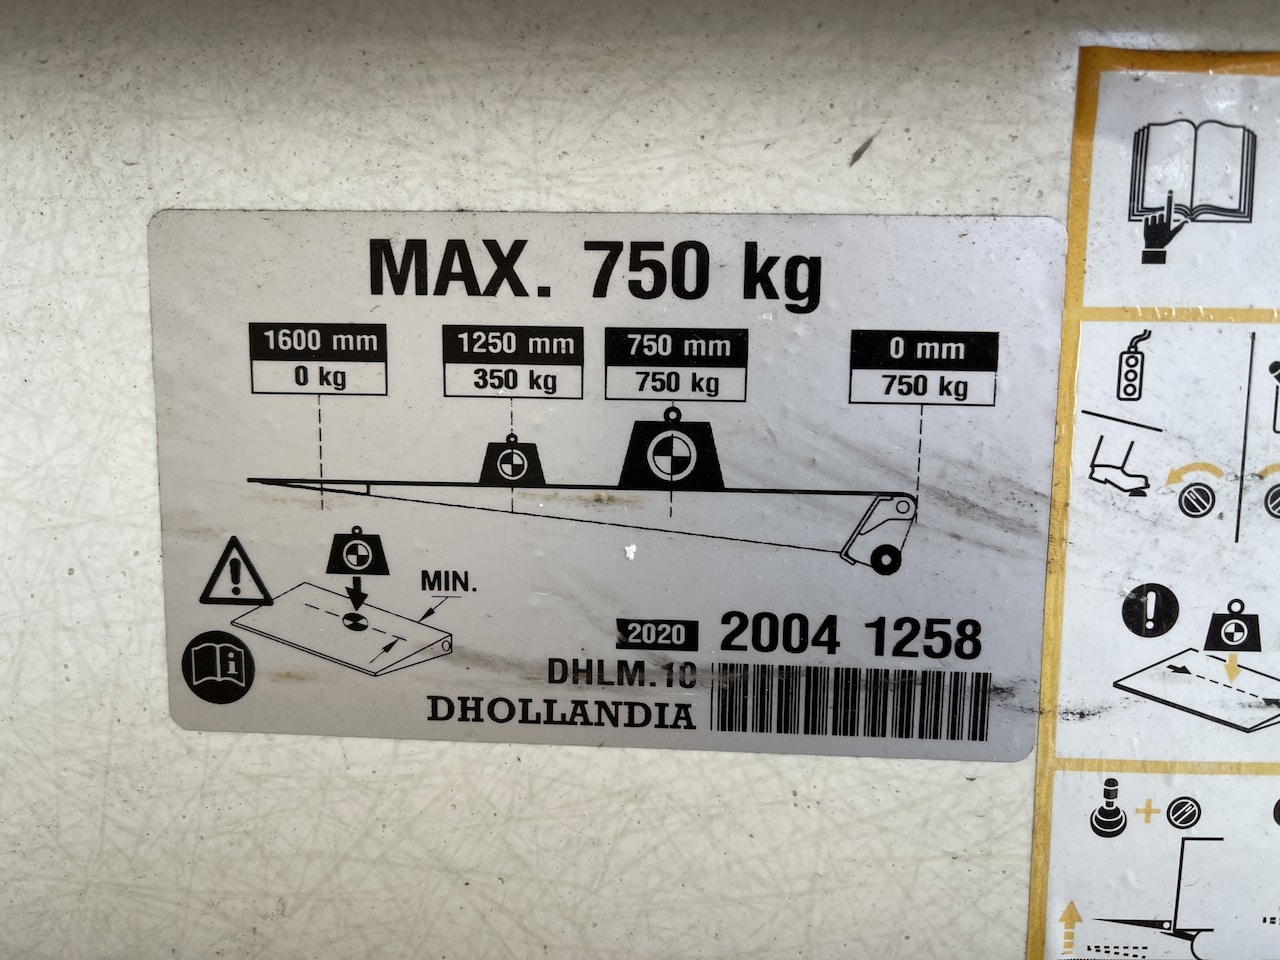 MAX. 750 kg
1600 mm 1250 mm 750 mm 0 mm
0 kg 350 kg 750 kg 750 kg
MIN.
2020 2004 1258
DHLM.10
DHOLLANDIA